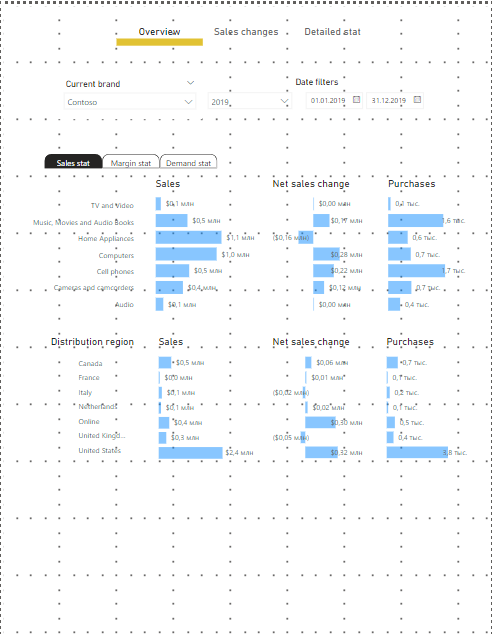 Overview Sales changes Detailed stat
Current brand Date filters
Contoso 2019 01.01.2019 31.12.2019
Sales stat Margin stat Demand stat
Sales Net sales change Purchases
TV and Video $0,1 млн $0,00 млн 0,1 тыс.
Music, Movies and Audio Books $0,5 млн $0,17 млн 1,6 тыс.
Home Appliances $1,1 млн ($0,16 млн) 0,6 тыс.
Computers $1,0 млн $0,28 млн 0,7 тыс.
Cell phones $0,5 млн $0,22 млн 1,7 тыс.
Cameras and camcorders $0,4 млн $0,12 млн 0,7 тыс.
Audio $0,1 млн $0,00 млн 0,4 тыс.
Distribution region Sales Net sales change Purchases
Canada $0,5 млн $0,06 млн 0,7 тыс.
France $0,0 млн $0,01 млн 0,1 тыс.
Italy $0,1 млн ($0,02 млн) 0,2 тыс.
Netherlands $0,1 млн $0,02 млн 0,1 тыс.
Online $0,4 млн $0,30 млн 0,5 тыс.
United Kingd... $0,3 млн ($0,05 млн) 0,4 тыс.
United States $2,4 млн $0,32 млн 3,8 тыс.